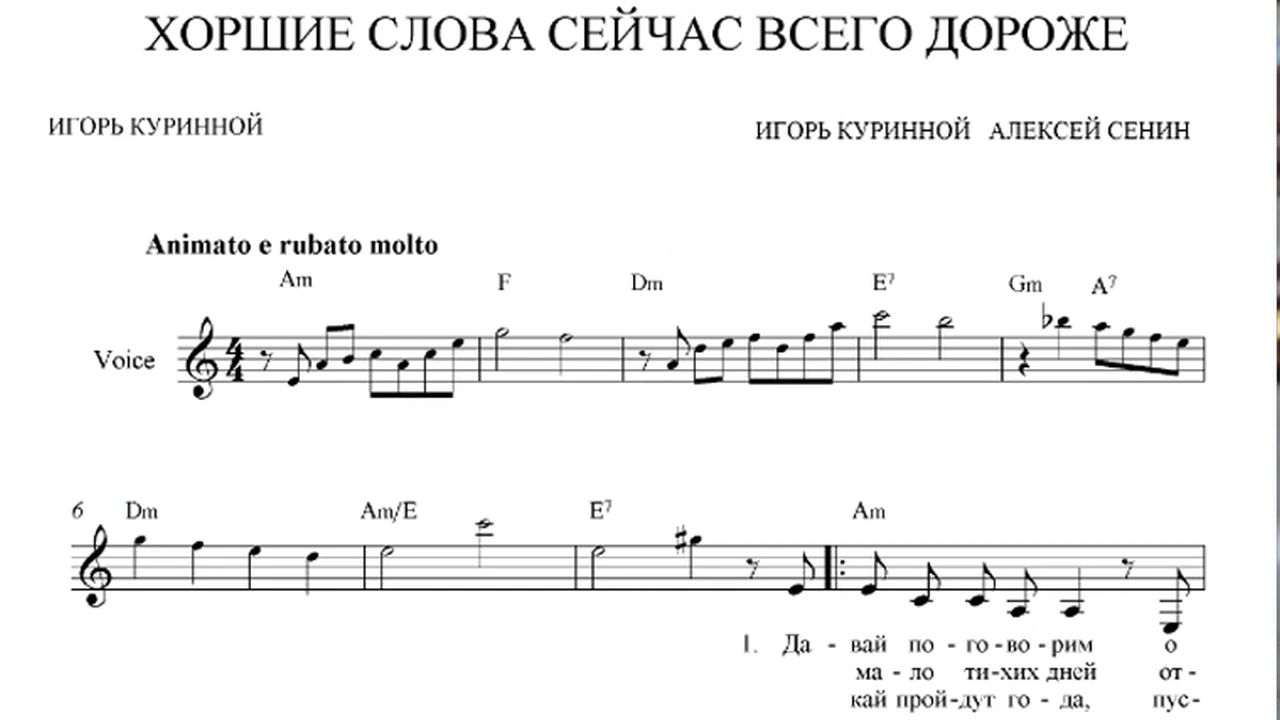 ХОРШИЕ СЛОВА СЕЙЧАС ВСЕГО ДОРОЖЕ
ИГОРЬ КУРИННОЙ
ИГОРЬ КУРИННОЙ АЛЕКСЕЙ СЕНИН
Animato e rubato molto
Am F Dm E7 Gm A7
Voice
4
4
6 Dm Am/E E7 Am
1. Да - вай по - го - во - рим о
ма - ло ти-хих дней от -
кай прой-дут го - да, пус-